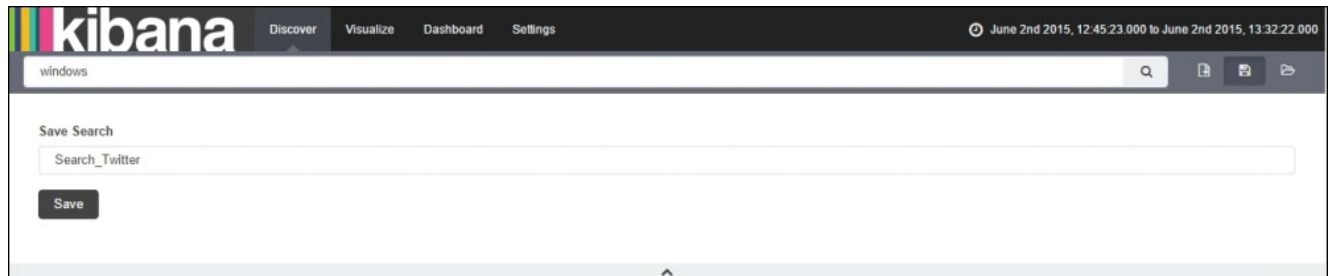 kibana Discover Visualize Dashboard Settings June 2nd 2015, 12:45:23.000 to June 2nd 2015, 13:32:22.000
windows
Save Search
Search_Twitter
Save